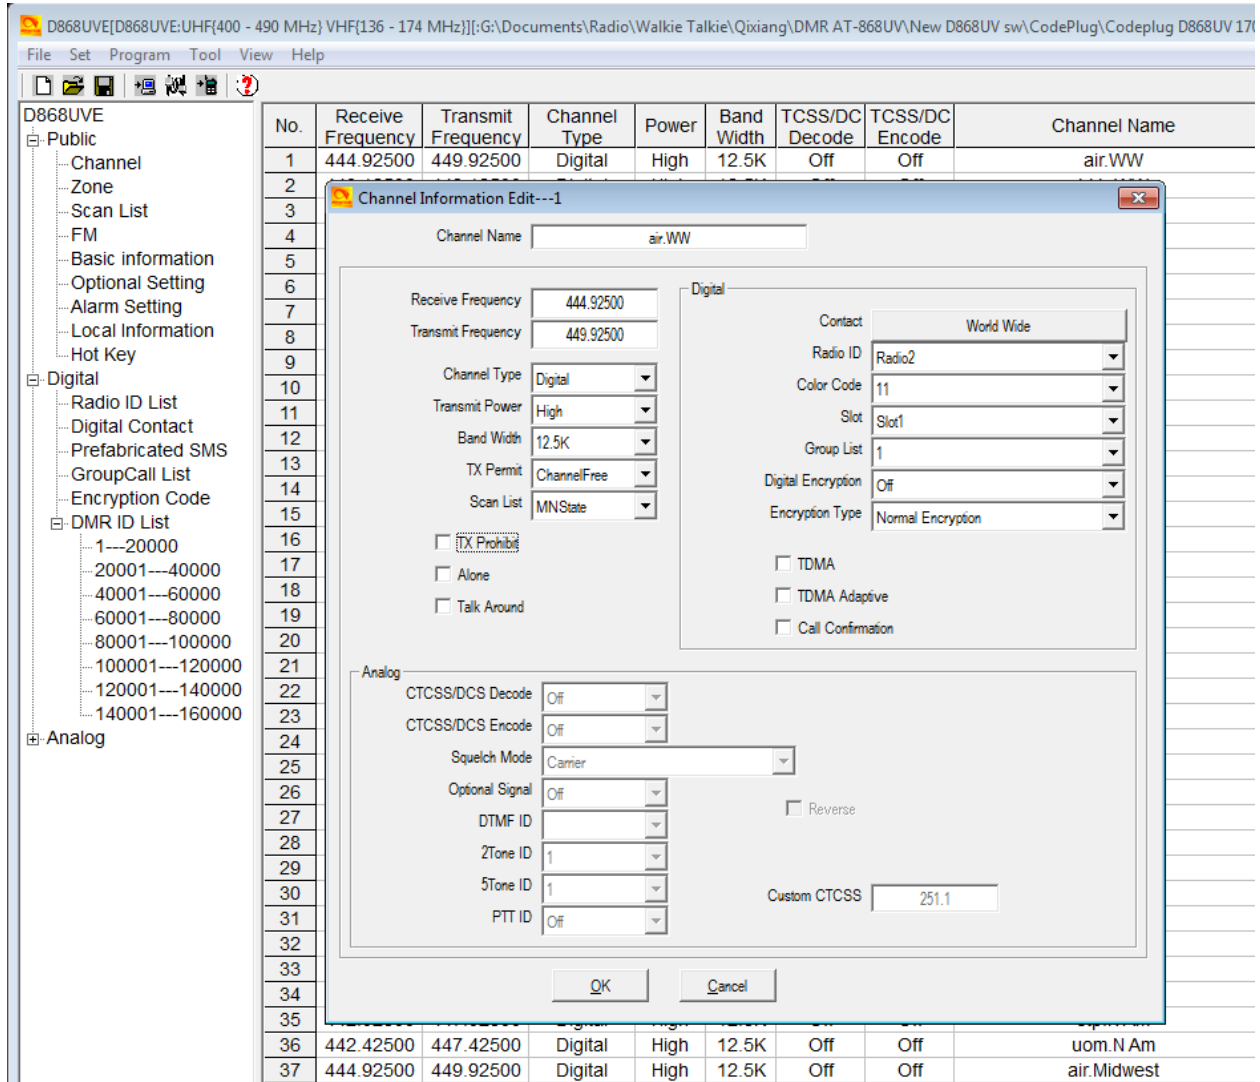 D868UVE[D868UVE:UHF{400 - 490 MHz} VHF{136 - 174 MHz}][:G:\Documents\Radio\Walkie Talkie\Qixiang\DMR AT-868UV\New D868UV sw\CodePlug\Codeplug D868UV 170
File Set Program Tool View Help
D868UVE
Public
Channel
Zone
Scan List
FM
Basic information
Optional Setting
Alarm Setting
Local Information
Hot Key
Digital
Radio ID List
Digital Contact
Prefabricated SMS
GroupCall List
Encryption Code
DMR ID List
1---20000
20001---40000
40001---60000
60001---80000
80001---100000
100001---120000
120001---140000
140001---160000
Analog
No. Receive Frequency Transmit Frequency Channel Type Power Band Width TCSS/DC Decode TCSS/DC Encode Channel Name
1 444.92500 449.92500 Digital High 12.5K Off Off air.WW
2
3
4
5
6
7
8
9
10
11
12
13
14
15
16
17
18
19
20
21
22
23
24
25
26
27
28
29
30
31
32
33
34
35
36 442.42500 447.42500 Digital High 12.5K Off Off uom.N Am
37 444.92500 449.92500 Digital High 12.5K Off Off air.Midwest
Channel Information Edit---1
Channel Name air.WW
Receive Frequency 444.92500
Transmit Frequency 449.92500
Channel Type Digital
Transmit Power High
Band Width 12.5K
TX Permit ChannelFree
Scan List MNState
TX Prohibit
Alone
Talk Around
Digital
Contact World Wide
Radio ID Radio2
Color Code 11
Slot Slot1
Group List 1
Digital Encryption Off
Encryption Type Normal Encryption
TDMA
TDMA Adaptive
Call Confirmation
Analog
CTCSS/DCS Decode Off
CTCSS/DCS Encode Off
Squelch Mode Carrier
Optional Signal Off
Reverse
DTMF ID
2Tone ID 1
5Tone ID 1
Custom CTCSS 251.1
PTT ID Off
OK Cancel